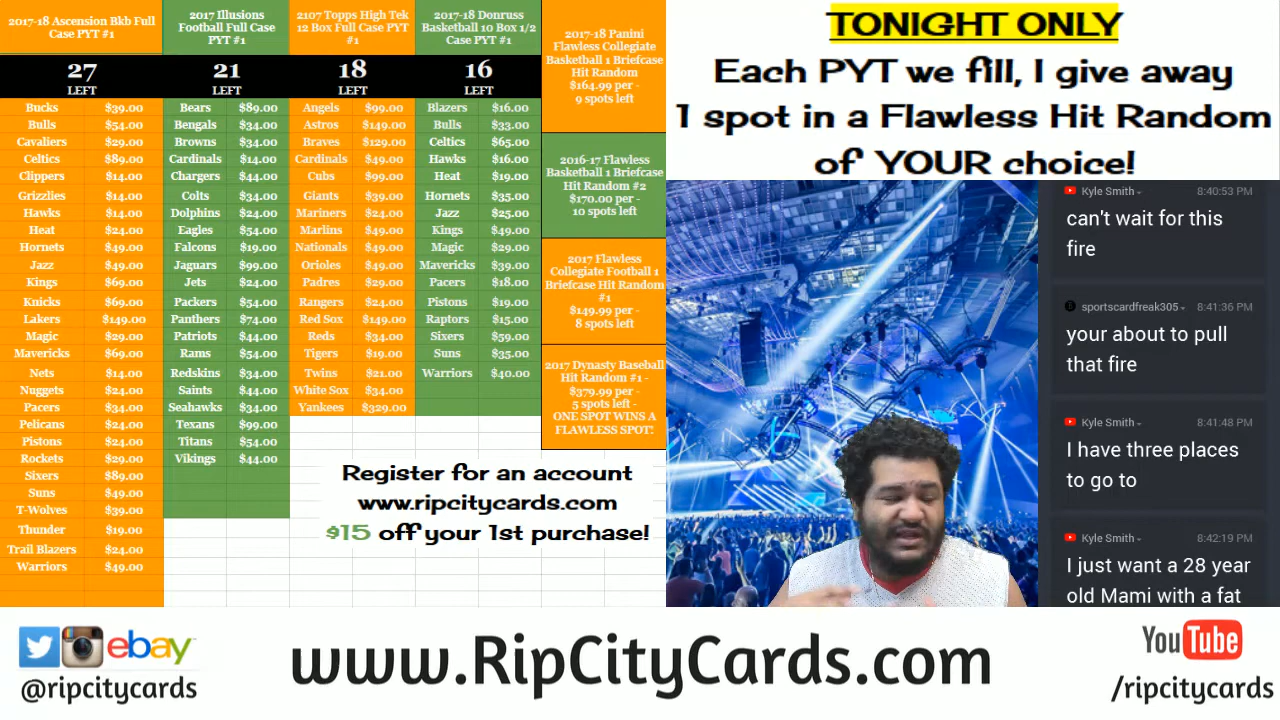 2017-18 Ascension Bkb Full
Case PYT #1
27
LEFT
Bucks $39.00
Bulls $54.00
Cavaliers $29.00
Celtics $89.00
Clippers $14.00
Grizzlies $14.00
Hawks $14.00
Heat $24.00
Hornets $49.00
Jazz $49.00
Kings $69.00
Knicks $69.00
Lakers $149.00
Magic $29.00
Mavericks $69.00
Nets $14.00
Nuggets $24.00
Pacers $34.00
Pelicans $24.00
Pistons $24.00
Rockets $29.00
Sixers $89.00
Suns $49.00
T-Wolves $39.00
Thunder $19.00
Trail Blazers $24.00
Warriors $49.00
2017 Illusions
Football Full Case
PYT #1
21
LEFT
Bears $89.00
Bengals $34.00
Browns $34.00
Cardinals $14.00
Chargers $44.00
Colts $34.00
Dolphins $24.00
Eagles $54.00
Falcons $19.00
Jaguars $99.00
Jets $24.00
Packers $54.00
Panthers $74.00
Patriots $44.00
Rams $54.00
Redskins $34.00
Saints $44.00
Seahawks $34.00
Texans $99.00
Titans $54.00
Vikings $44.00
2107 Topps High Tek
12 Box Full Case PYT
#1
18
LEFT
Angels $99.00
Astros $149.00
Braves $129.00
Cardinals $49.00
Cubs $99.00
Giants $39.00
Mariners $24.00
Marlins $49.00
Nationals $49.00
Orioles $49.00
Padres $29.00
Rangers $24.00
Red Sox $149.00
Reds $34.00
Tigers $19.00
Twins $21.00
White Sox $34.00
Yankees $329.00
2017-18 Donruss
Basketball 10 Box 1/2
Case PYT #1
16
LEFT
Blazers $16.00
Bulls $33.00
Celtics $65.00
Hawks $16.00
Heat $19.00
Hornets $35.00
Jazz $25.00
Kings $49.00
Magic $29.00
Mavericks $39.00
Pacers $18.00
Pistons $19.00
Raptors $15.00
Sixers $59.00
Suns $35.00
Warriors $40.00
2017-18 Panini
Flawless Collegiate
Basketball 1 Briefcase
Hit Random
$164.99 per -
9 spots left
2016-17 Flawless
Basketball 1 Briefcase
Hit Random #2
$170.00 per -
10 spots left
2017 Flawless
Collegiate Football 1
Briefcase Hit Random
#1
$149.99 per -
8 spots left
2017 Dynasty Baseball
Hit Random #1 -
$379.99 per -
5 spots left -
ONE SPOT WINS A
FLAWLESS SPOT!
Register for an account
www.ripcitycards.com
$15 off your 1st purchase!
TONIGHT ONLY
Each PYT we fill, I give away
1 spot in a Flawless Hit Random
of YOUR choice!
Kyle Smith 8:40:53 PM
can't wait for this
fire
sportscardfreak305 8:41:36 PM
your about to pull
that fire
Kyle Smith 8:41:48 PM
I have three places
to go to
Kyle Smith 8:42:19 PM
I just want a 28 year
old Mami with a fat
ebay
@ripcitycards
www.RipCityCards.com
YouTube
/ripcitycards